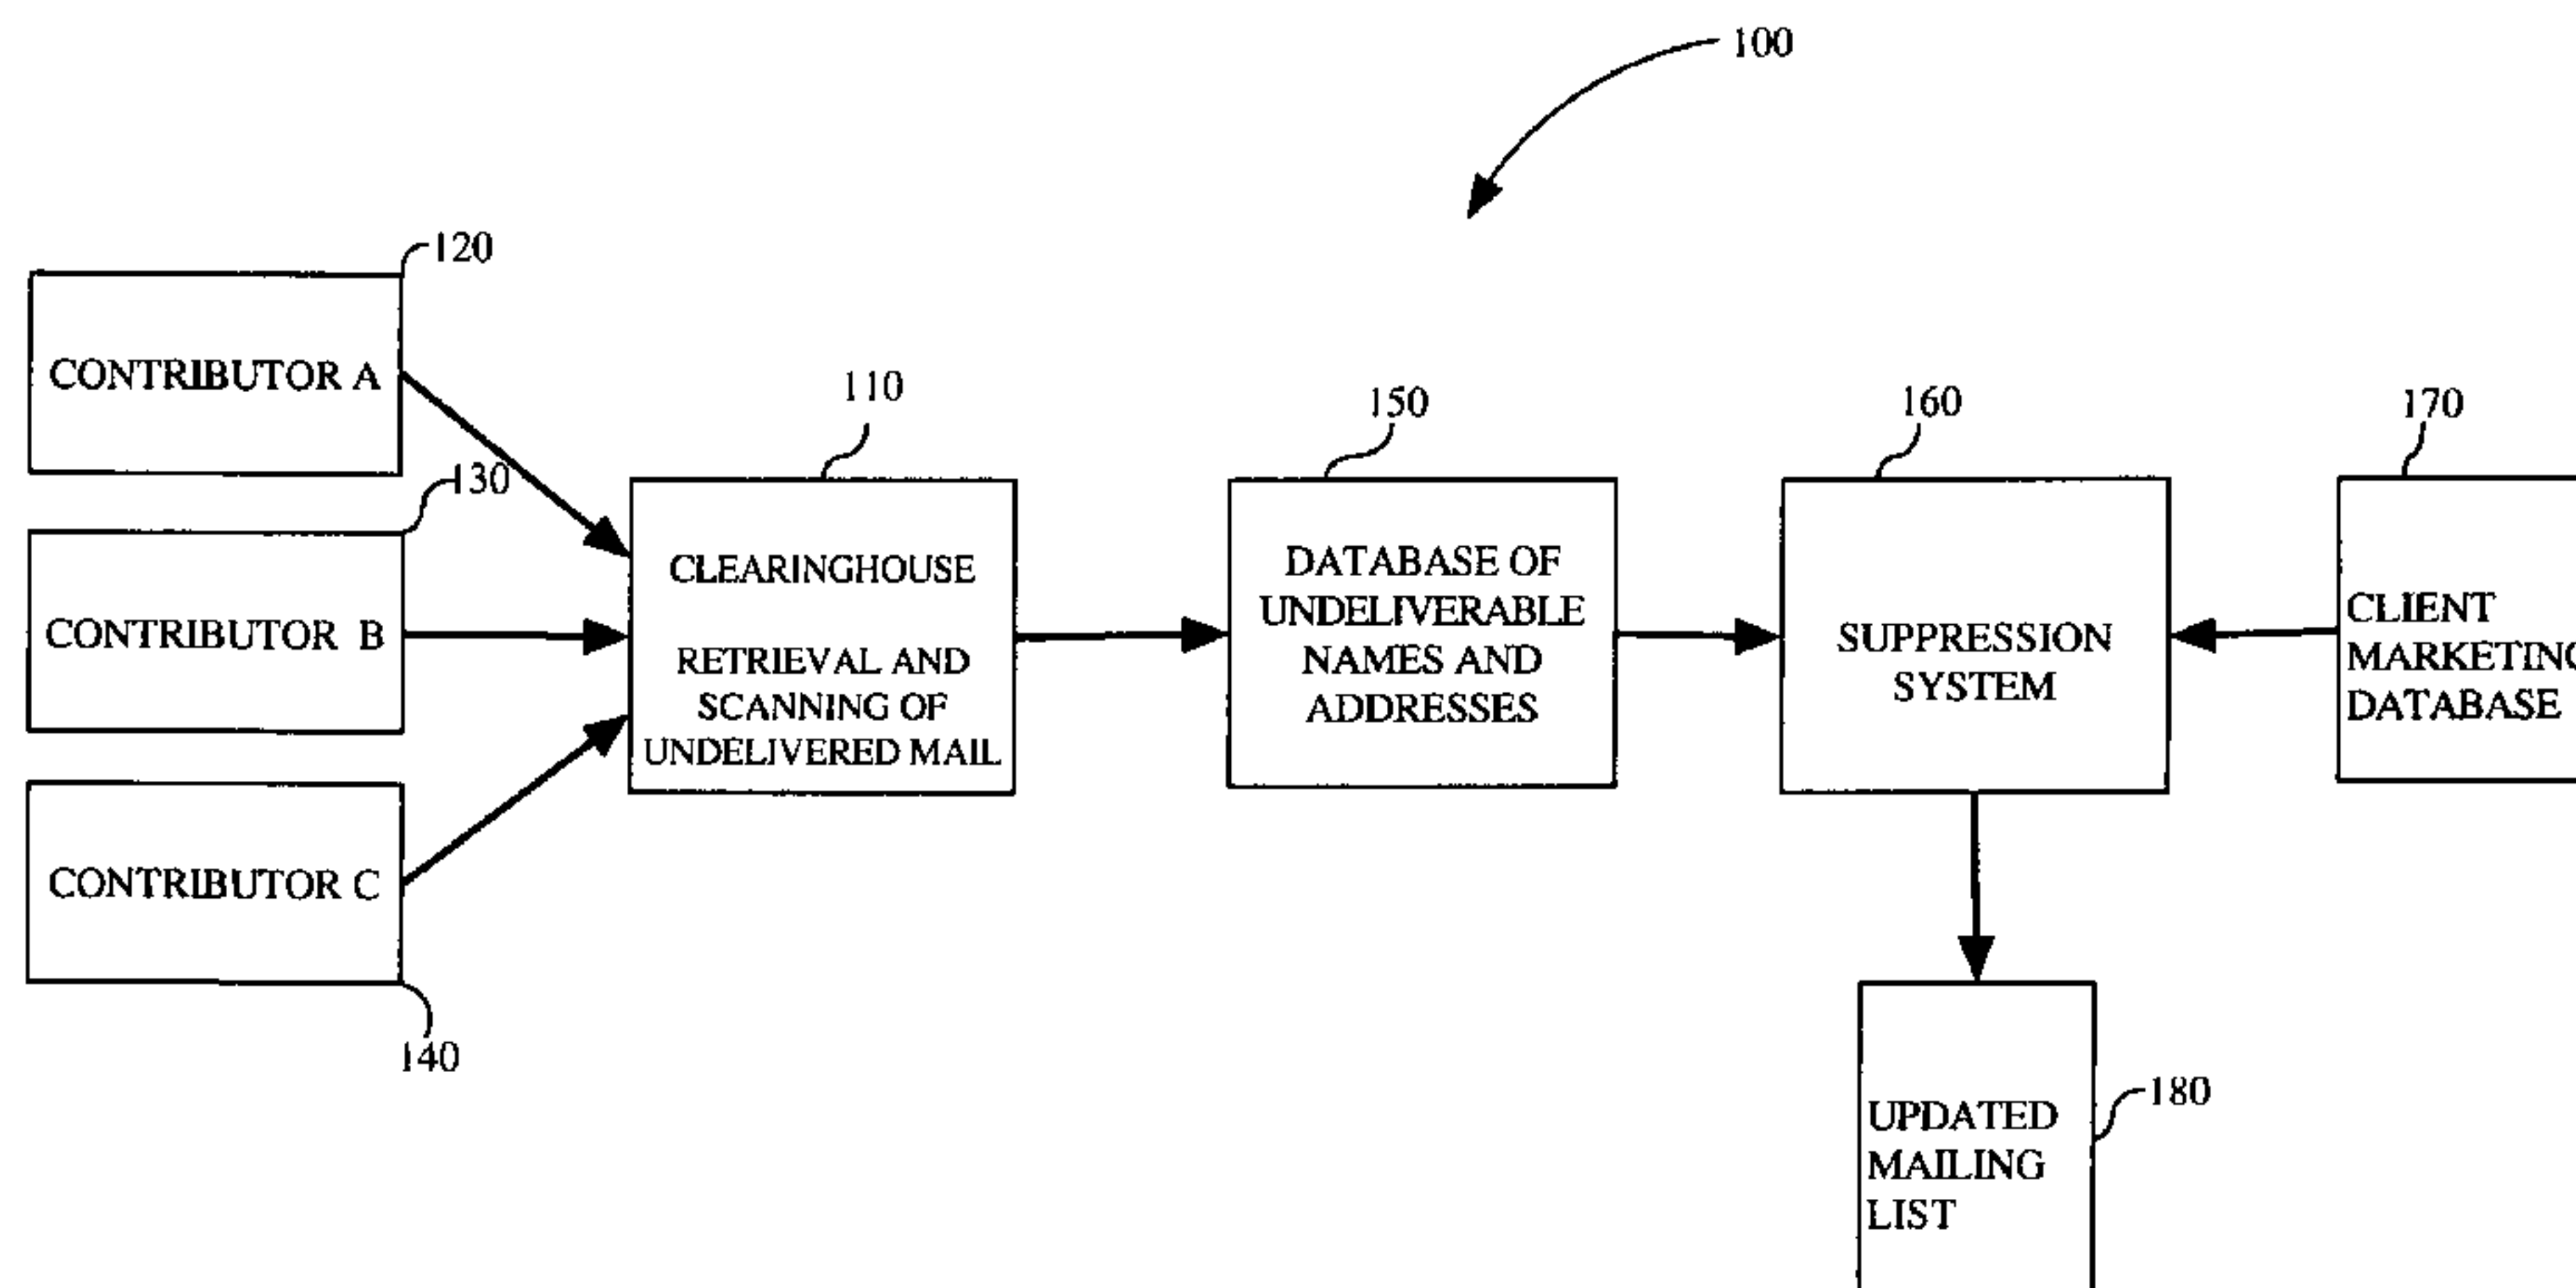 100
120
CONTRIBUTOR A
130
CONTRIBUTOR B
CONTRIBUTOR C
140
110
CLEARINGHOUSE
RETRIEVAL AND
SCANNING OF
UNDELIVERED MAIL
150
DATABASE OF
UNDELIVERABLE
NAMES AND
ADDRESSES
160
SUPPRESSION
SYSTEM
170
CLIENT
MARKETING
DATABASE
180
UPDATED
MAILING
LIST